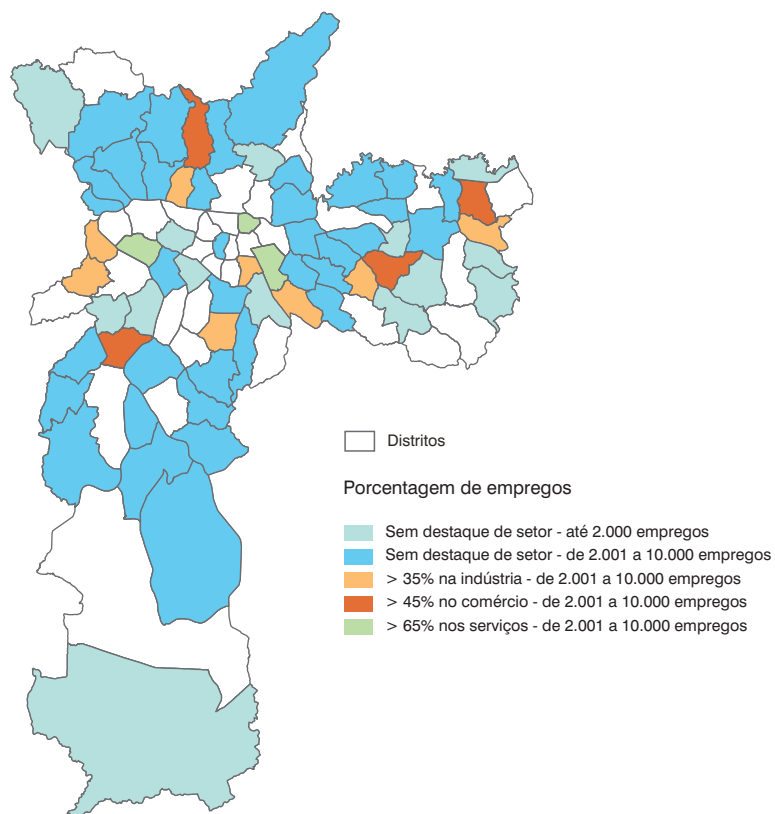 Distritos
Porcentagem de empregos
Sem destaque de setor - até 2.000 empregos
Sem destaque de setor - de 2.001 a 10.000 empregos
> 35% na indústria - de 2.001 a 10.000 empregos
> 45% no comércio - de 2.001 a 10.000 empregos
> 65% nos serviços - de 2.001 a 10.000 empregos